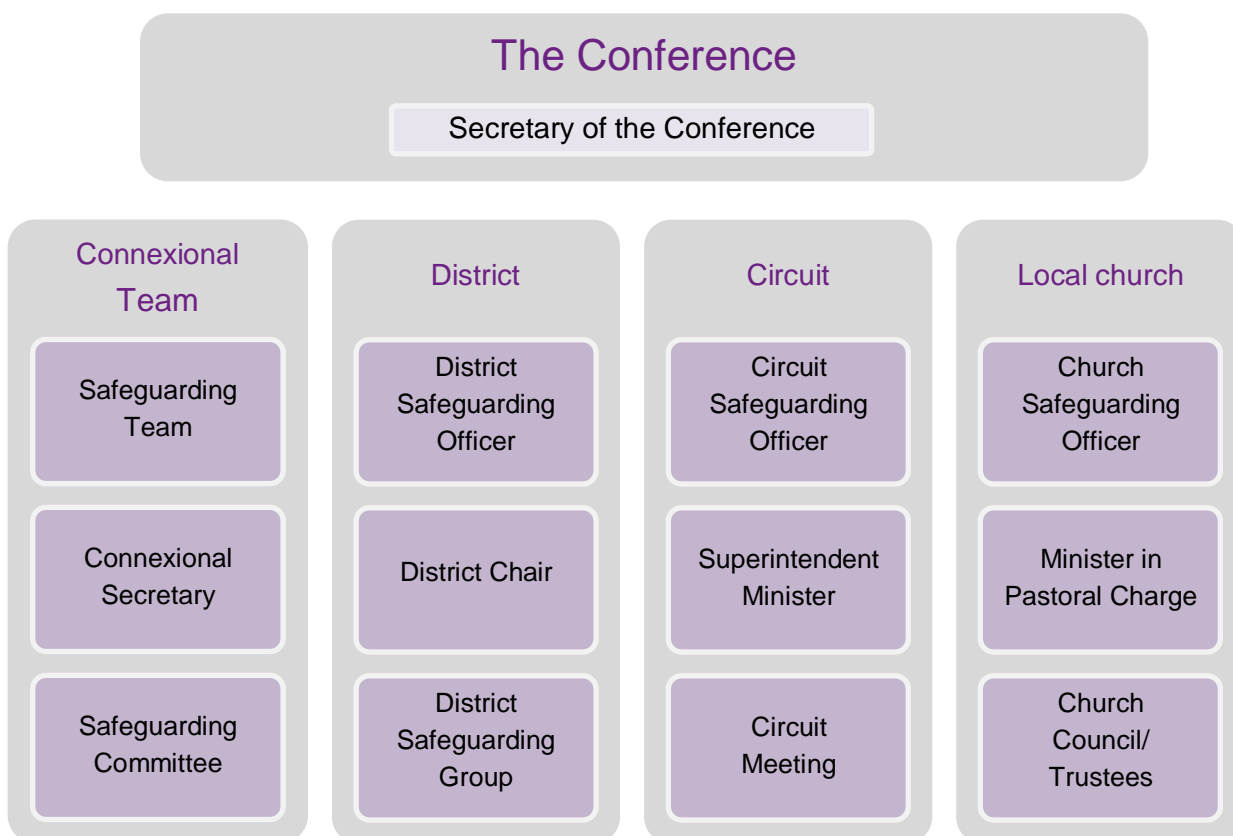 The Conference
Secretary of the Conference
Connexional
Team
Safeguarding
Team
Connexional
Secretary
Safeguarding
Committee
District
District
Safeguarding
Officer
District Chair
District
Safeguarding
Group
Circuit
Circuit
Safeguarding
Officer
Superintendent
Minister
Circuit
Meeting
Local church
Church
Safeguarding
Officer
Minister in
Pastoral Charge
Church
Council/
Trustees